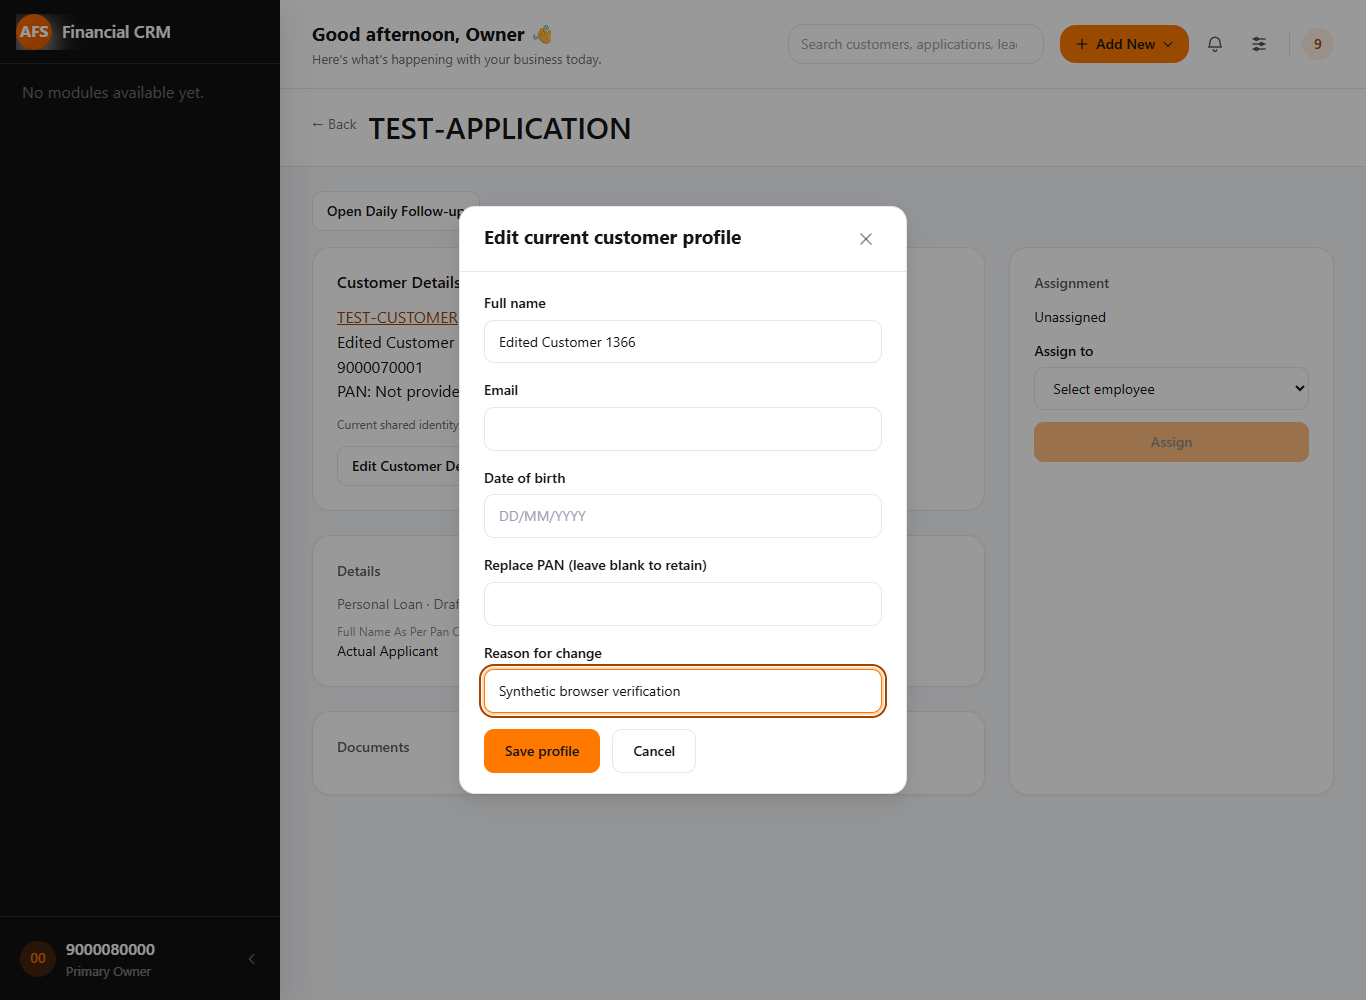 AFS Financial CRM
No modules available yet.
Good afternoon, Owner 👋
Here's what's happening with your business today.
Search customers, applications, lea
+ Add New
9
← Back TEST-APPLICATION
Open Daily Follow-up
Customer Details
TEST-CUSTOMER
Edited Customer
9000070001
PAN: Not provide
Current shared identity
Edit Customer De
Details
Personal Loan · Draf
Full Name As Per Pan C
Actual Applicant
Documents
Edit current customer profile
Full name
Edited Customer 1366
Email
Date of birth
DD/MM/YYYY
Replace PAN (leave blank to retain)
Reason for change
Synthetic browser verification
Save profile
Cancel
Assignment
Unassigned
Assign to
Select employee
Assign
00
9000080000
Primary Owner